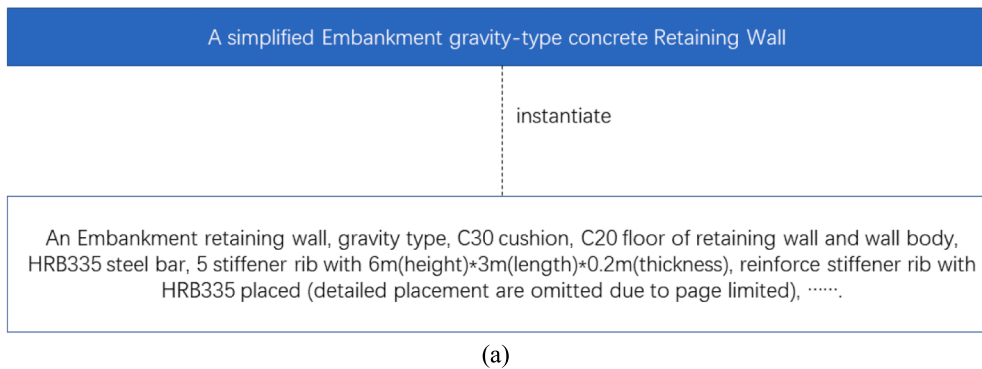 A simplified Embankment gravity-type concrete Retaining Wall
instantiate
An Embankment retaining wall, gravity type, C30 cushion, C20 floor of retaining wall and wall body,
HRB335 steel bar, 5 stiffener rib with 6m(height)*3m(length)*0.2m(thickness), reinforce stiffener rib with
HRB335 placed (detailed placement are omitted due to page limited), ⋯⋯.
(a)